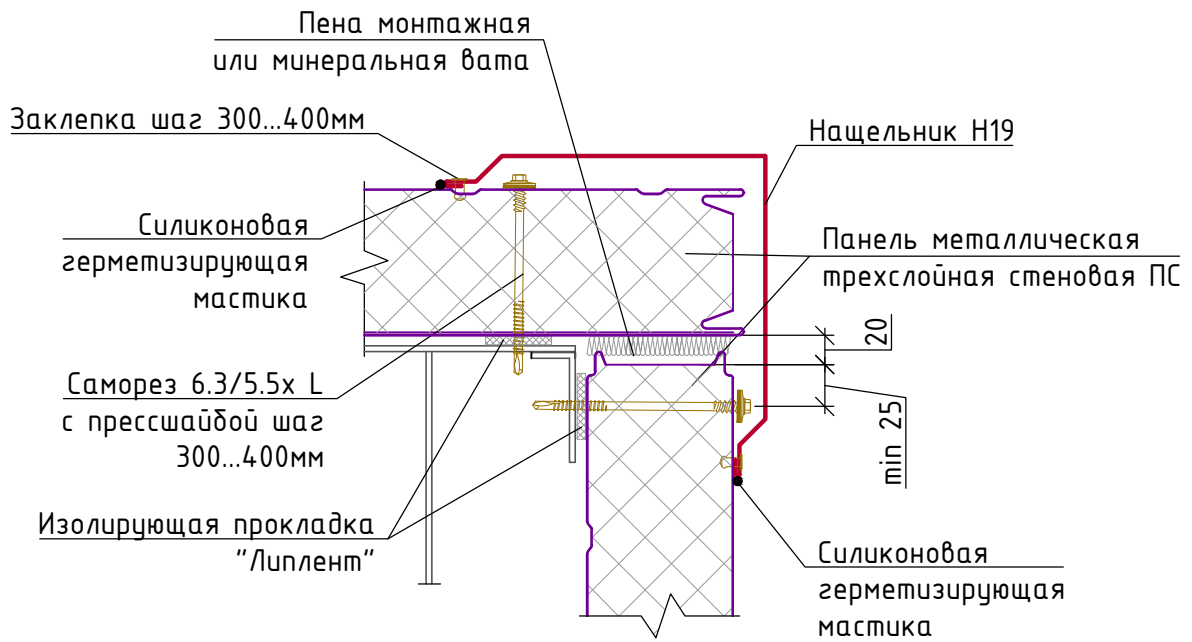 Пена монтажная
или минеральная вата
Заклепка шаг 300...400мм
Нащельник Н19
Силиконовая
герметизирующая
мастика
Панель металлическая
трехслойная стеновая ПС
20
Саморез 6.3/5.5x L
с прессшайбой шаг
300...400мм
min 25
Изолирующая прокладка
"Липлент"
Силиконовая
герметизирующая
мастика